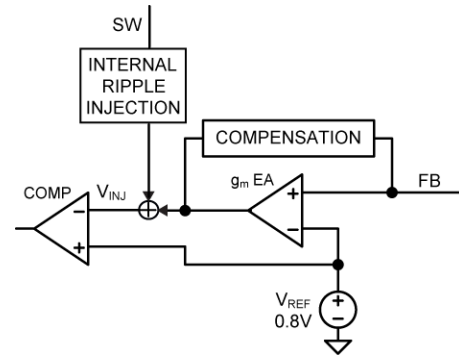 SW
INTERNAL
RIPPLE
INJECTION
COMPENSATION
COMP
V_INJ
g_m EA
FB
+
−
−
+
V_REF
0.8V
+
−